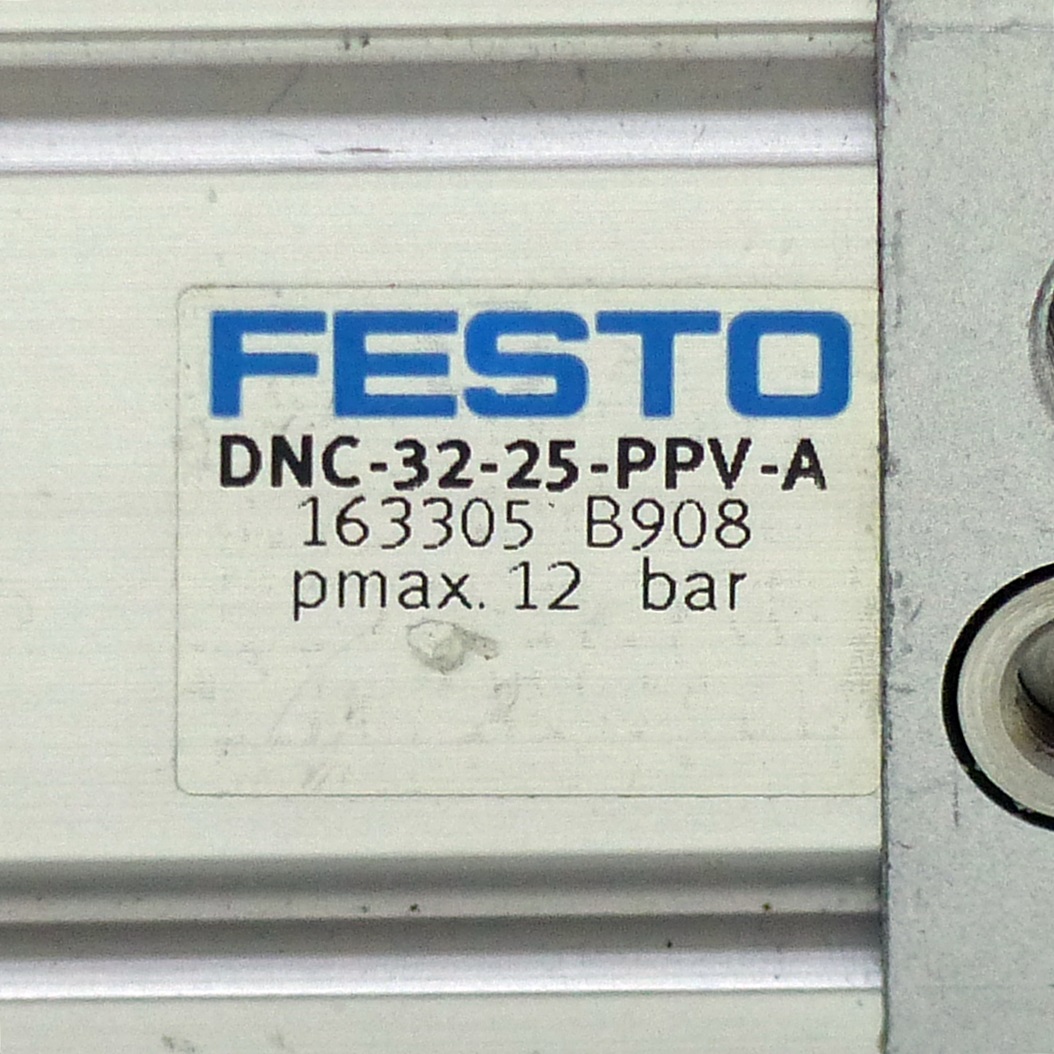 FESTO
DNC-32-25-PPV-A
163305 B908
pmax. 12 bar